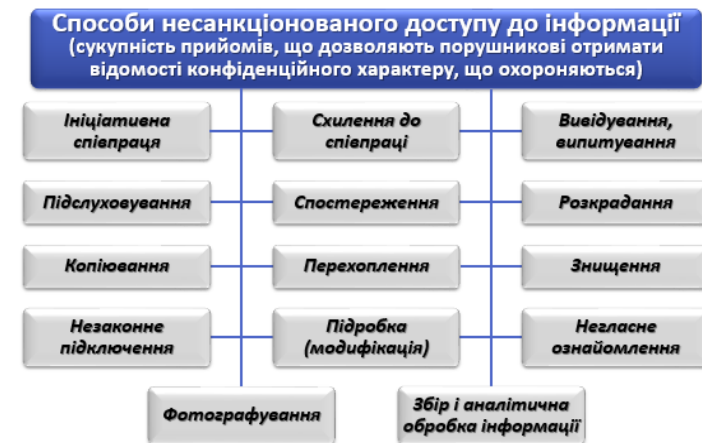 Способи несанкціонованого доступу до інформації
(сукупність прийомів, що дозволяють порушникові отримати
відомості конфіденційного характеру, що охороняються)
Ініціативна
співпраця
Схилення до
співпраці
Вивідування,
випитування
Підслуховування
Спостереження
Розкрадання
Копіювання
Перехоплення
Знищення
Незаконне
підключення
Підробка
(модифікація)
Негласне
ознайомлення
Фотографування
Збір і аналітична
обробка інформації